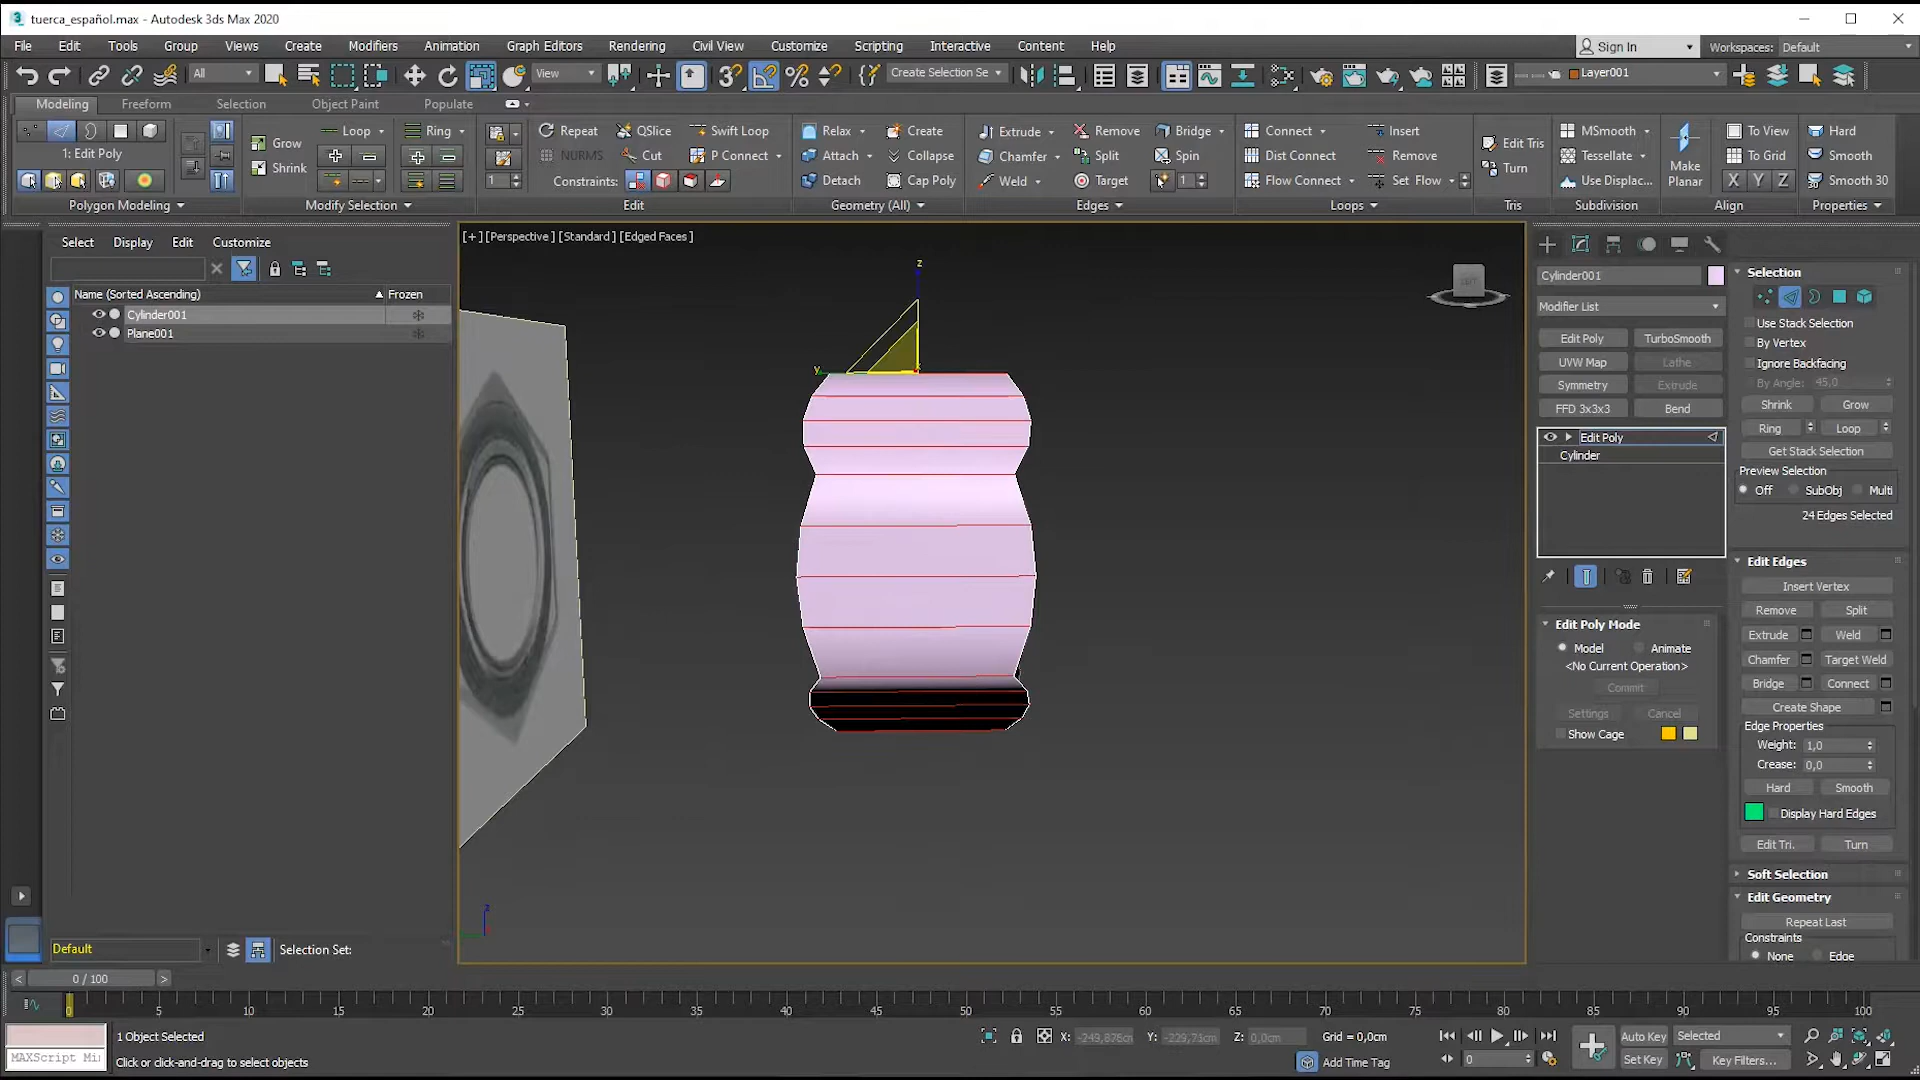 tuerca_español.max - Autodesk 3ds Max 2020
File Edit Tools Group Views Create Modifiers Animation Graph Editors Rendering Civil View Customize Scripting Interactive Content Help
Sign In Workspaces: Default
All View Create Selection Se Layer001
Modeling Freeform Selection Object Paint Populate
Loop Ring Repeat QSlice Swift Loop Relax Create Extrude Remove Bridge Connect Insert MSmooth To View Hard
1: Edit Poly Grow NURMS Cut P Connect Attach Collapse Chamfer Split Spin Dist Connect Remove Edit Tris Tessellate Make Planar To Grid Smooth
Shrink 1 Constraints: Detach Cap Poly Weld Target 1 Flow Connect Set Flow Turn Use Displac... X Y Z Smooth 30
Polygon Modeling Modify Selection Edit Geometry (All) Edges Loops Tris Subdivision Align Properties
Select Display Edit Customize
Name (Sorted Ascending) Frozen
Cylinder001
Plane001
[+] [Perspective ] [Standard ] [Edged Faces ]
z
y
z
Cylinder001
Modifier List
Edit Poly TurboSmooth
UVW Map Lathe
Symmetry Extrude
FFD 3x3x3 Bend
Edit Poly
Cylinder
Edit Poly Mode
Model Animate
<No Current Operation>
Commit
Settings Cancel
Show Cage
Selection
Use Stack Selection
By Vertex
Ignore Backfacing
By Angle: 45,0
Shrink Grow
Ring Loop
Get Stack Selection
Preview Selection
Off SubObj Multi
24 Edges Selected
Edit Edges
Insert Vertex
Remove Split
Extrude Weld
Chamfer Target Weld
Bridge Connect
Create Shape
Edge Properties
Weight: 1,0
Crease: 0,0
Hard Smooth
Display Hard Edges
Edit Tri. Turn
Soft Selection
Edit Geometry
Repeat Last
Constraints
None Edge
Default Selection Set:
< 0 / 100 >
0 5 10 15 20 25 30 35 40 45 50 55 60 65 70 75 80 85 90 95 100
1 Object Selected X: -249,876cm Y: -229,73cm Z: 0,0cm Grid = 0,0cm Auto Key Selected
MAXScript Mi Click or click-and-drag to select objects Add Time Tag 0 Set Key Key Filters...